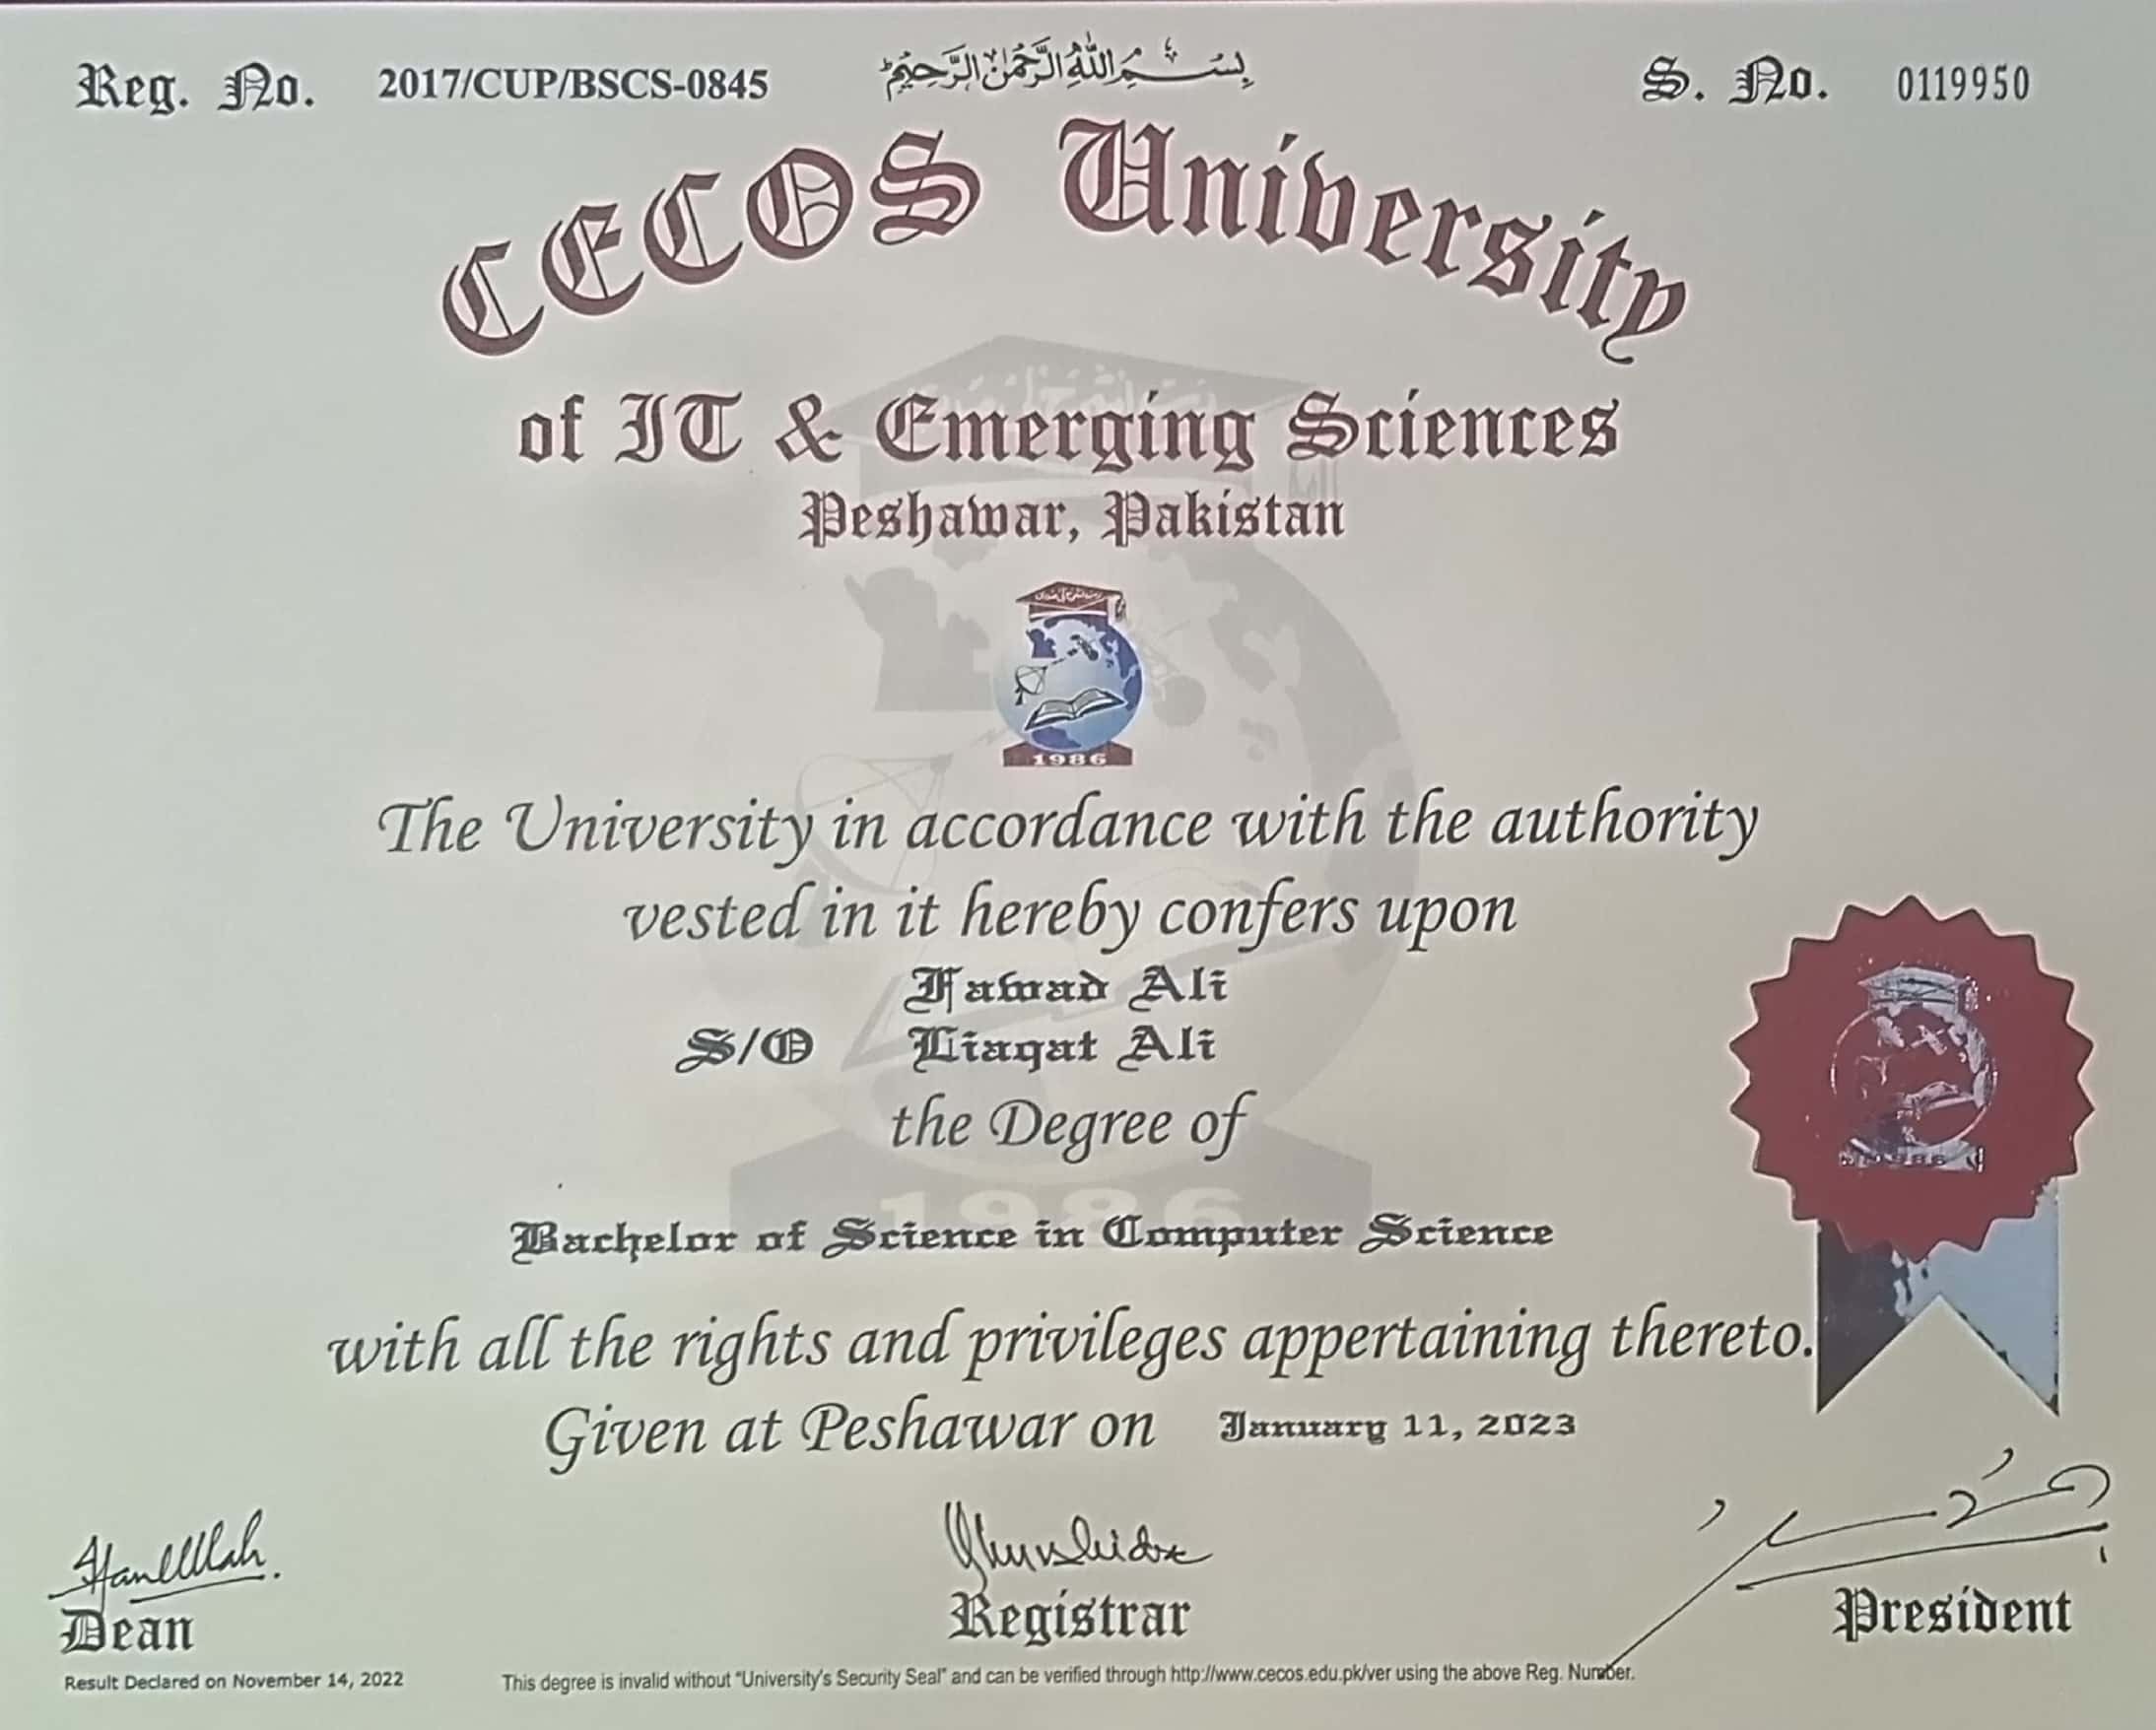 Reg. No. 2017/CUP/BSCS-0845
بِسْمِ اللهِ الرَّحْمٰنِ الرَّحِيْمِ
S. No. 0119950
CECOS University
of IT & Emerging Sciences
Peshawar, Pakistan
1986
The University in accordance with the authority
vested in it hereby confers upon
Fawad Ali
S/O Liaqat Ali
the Degree of
Bachelor of Science in Computer Science
with all the rights and privileges appertaining thereto.
Given at Peshawar on January 11, 2023
Dean
Registrar
President
Result Declared on November 14, 2022
This degree is invalid without "University's Security Seal" and can be verified through http://www.cecos.edu.pk/ver using the above Reg. Number.